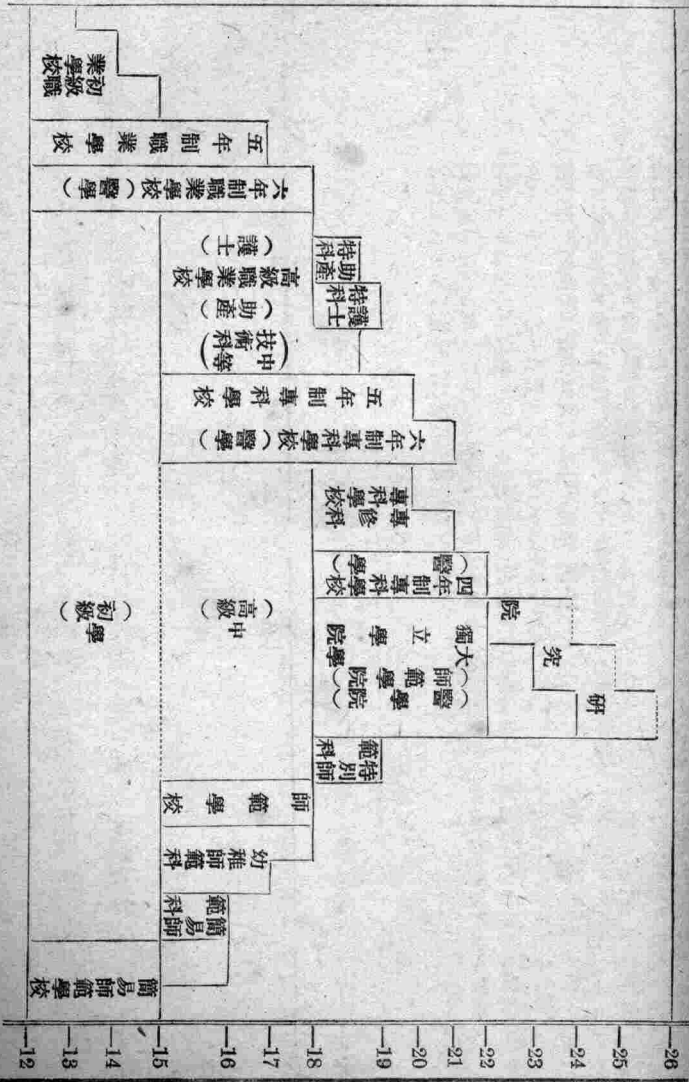 26
25
24
23
22
21
20
19
18
17
16
15
14
13
12
初級職
業學校
五年制職業學校
六年制職業學校（醫學）
高級職業學校
（護士）
（助產）
（中等
技術科）
助產
特科
護士
特科
五年制專科學校
六年制專科學校（醫學）
專科學校
專修科
四年制專科學校
（醫學）
研究院
大學
獨立學院
（師範學院）
（醫學院）
特別師
範科
中學
（高級）
（初級）
師範學校
幼稚師範科
簡易師
範科
簡易師範學校